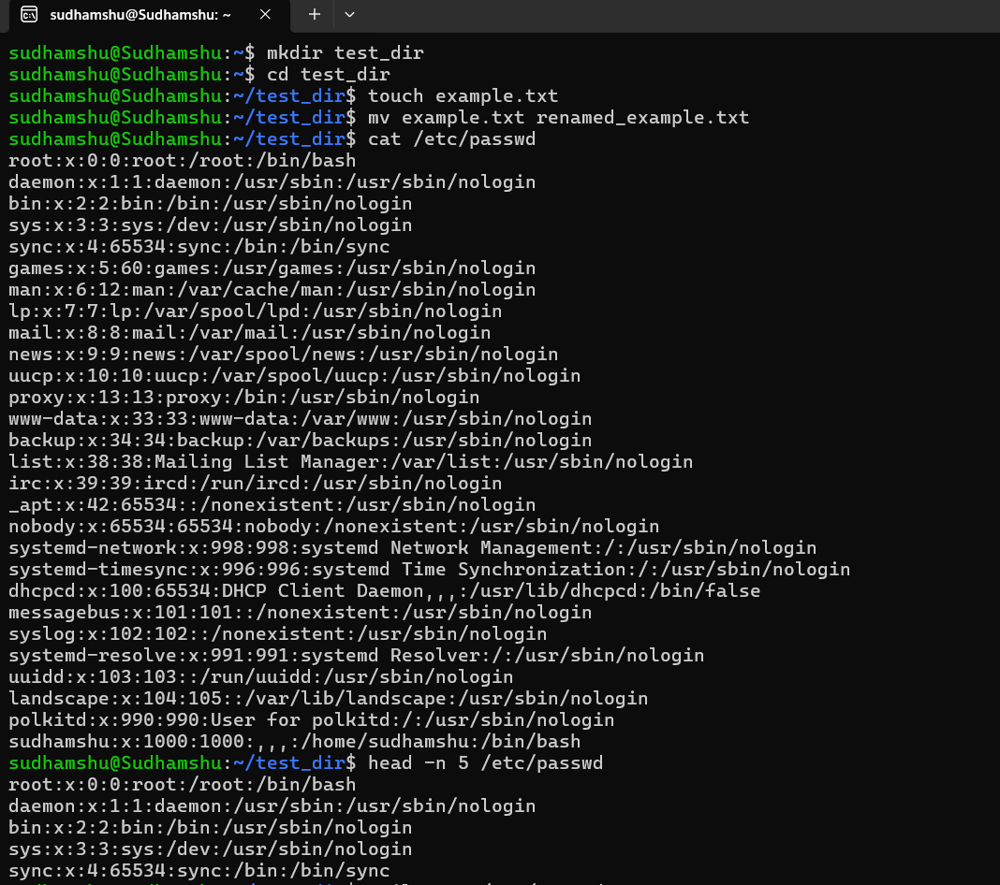 sudhamshu@Sudhamshu: ~
sudhamshu@Sudhamshu:~$ mkdir test_dir
sudhamshu@Sudhamshu:~$ cd test_dir
sudhamshu@Sudhamshu:~/test_dir$ touch example.txt
sudhamshu@Sudhamshu:~/test_dir$ mv example.txt renamed_example.txt
sudhamshu@Sudhamshu:~/test_dir$ cat /etc/passwd
root:x:0:0:root:/root:/bin/bash
daemon:x:1:1:daemon:/usr/sbin:/usr/sbin/nologin
bin:x:2:2:bin:/bin:/usr/sbin/nologin
sys:x:3:3:sys:/dev:/usr/sbin/nologin
sync:x:4:65534:sync:/bin:/bin/sync
games:x:5:60:games:/usr/games:/usr/sbin/nologin
man:x:6:12:man:/var/cache/man:/usr/sbin/nologin
lp:x:7:7:lp:/var/spool/lpd:/usr/sbin/nologin
mail:x:8:8:mail:/var/mail:/usr/sbin/nologin
news:x:9:9:news:/var/spool/news:/usr/sbin/nologin
uucp:x:10:10:uucp:/var/spool/uucp:/usr/sbin/nologin
proxy:x:13:13:proxy:/bin:/usr/sbin/nologin
www-data:x:33:33:www-data:/var/www:/usr/sbin/nologin
backup:x:34:34:backup:/var/backups:/usr/sbin/nologin
list:x:38:38:Mailing List Manager:/var/list:/usr/sbin/nologin
irc:x:39:39:ircd:/run/ircd:/usr/sbin/nologin
_apt:x:42:65534::/nonexistent:/usr/sbin/nologin
nobody:x:65534:65534:nobody:/nonexistent:/usr/sbin/nologin
systemd-network:x:998:998:systemd Network Management:/:/usr/sbin/nologin
systemd-timesync:x:996:996:systemd Time Synchronization:/:/usr/sbin/nologin
dhcpcd:x:100:65534:DHCP Client Daemon,,,:/usr/lib/dhcpcd:/bin/false
messagebus:x:101:101::/nonexistent:/usr/sbin/nologin
syslog:x:102:102::/nonexistent:/usr/sbin/nologin
systemd-resolve:x:991:991:systemd Resolver:/:/usr/sbin/nologin
uuidd:x:103:103::/run/uuidd:/usr/sbin/nologin
landscape:x:104:105::/var/lib/landscape:/usr/sbin/nologin
polkitd:x:990:990:User for polkitd:/:/usr/sbin/nologin
sudhamshu:x:1000:1000:,,,:/home/sudhamshu:/bin/bash
sudhamshu@Sudhamshu:~/test_dir$ head -n 5 /etc/passwd
root:x:0:0:root:/root:/bin/bash
daemon:x:1:1:daemon:/usr/sbin:/usr/sbin/nologin
bin:x:2:2:bin:/bin:/usr/sbin/nologin
sys:x:3:3:sys:/dev:/usr/sbin/nologin
sync:x:4:65534:sync:/bin:/bin/sync